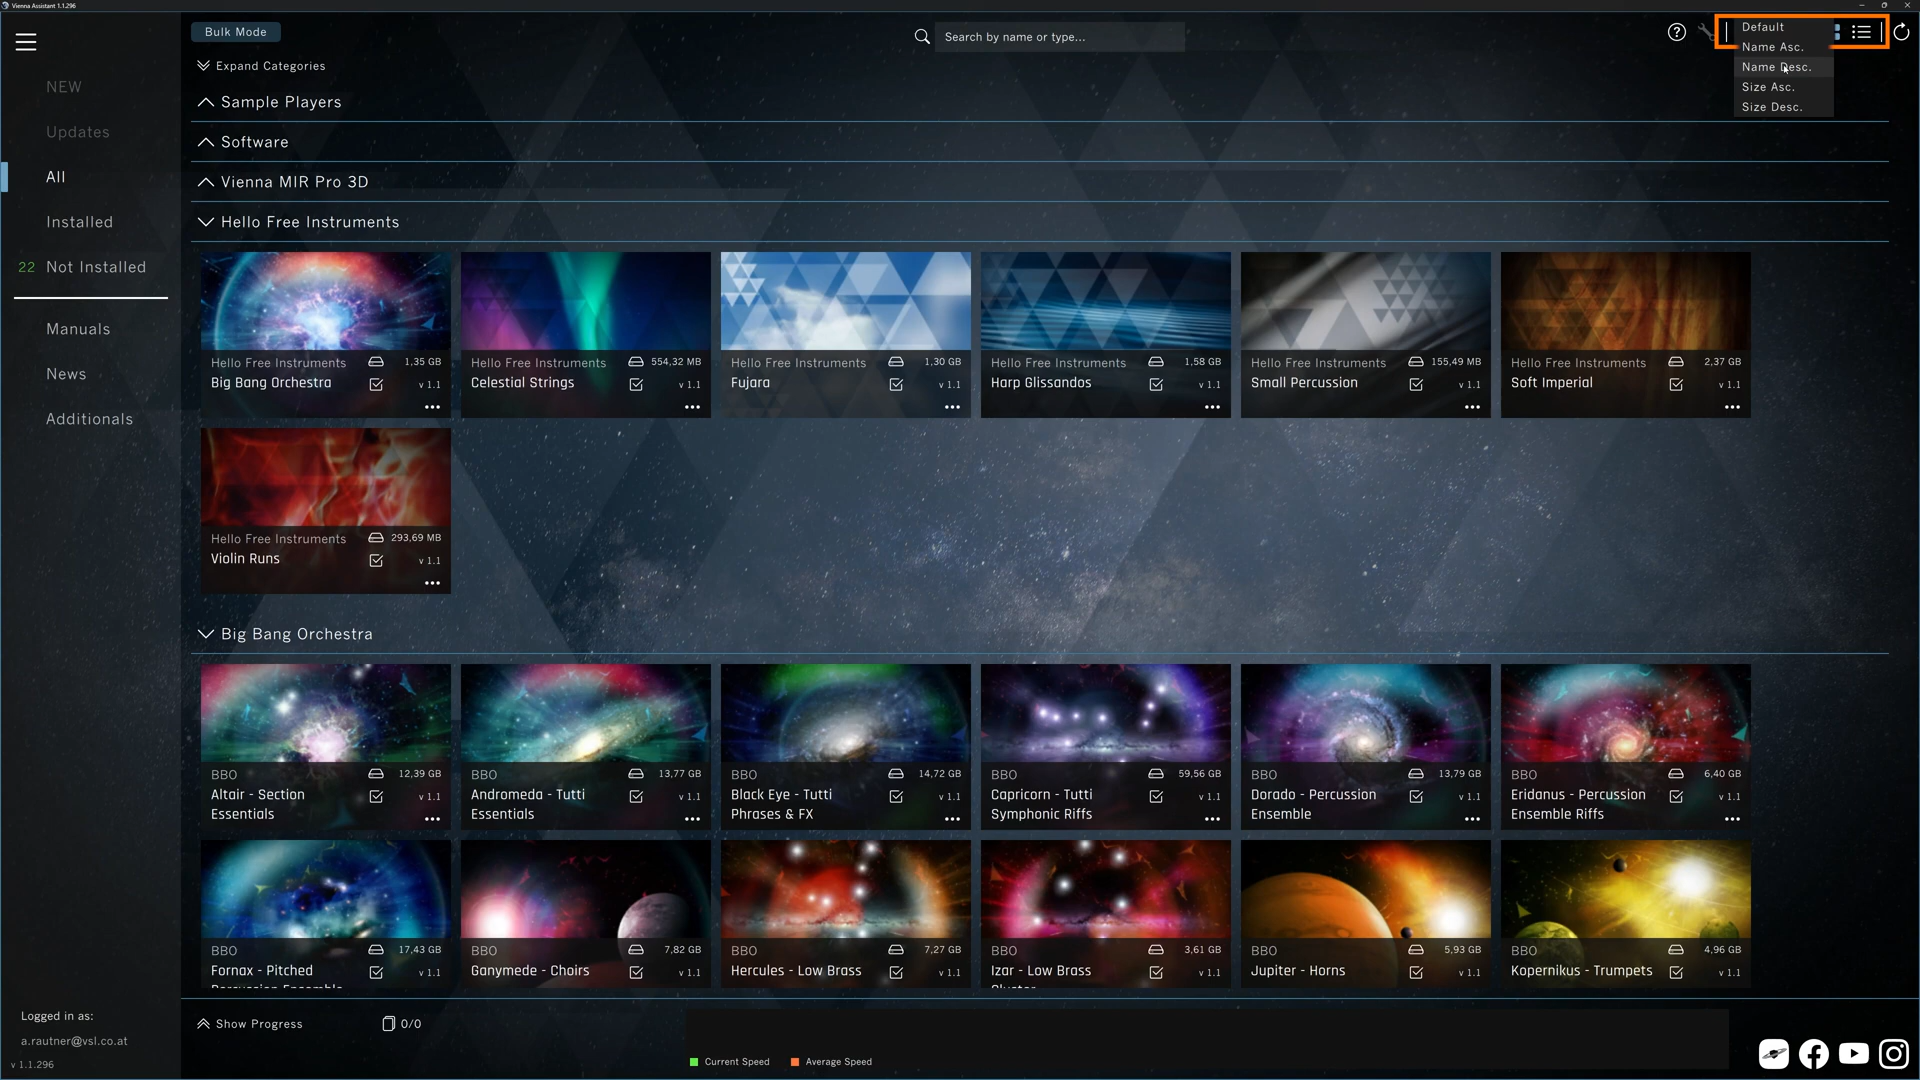 Vienna Assistant 1.1.296
Bulk Mode
Search by name or type...
Default
Name Asc.
Name Desc.
Size Asc.
Size Desc.
NEW
Updates
All
Installed
22 Not Installed
Manuals
News
Additionals
Expand Categories
Sample Players
Software
Vienna MIR Pro 3D
Hello Free Instruments
Hello Free Instruments 1,35 GB
Big Bang Orchestra v 1.1
Hello Free Instruments 554,32 MB
Celestial Strings v 1.1
Hello Free Instruments 1,30 GB
Fujara v 1.1
Hello Free Instruments 1,58 GB
Harp Glissandos v 1.1
Hello Free Instruments 155,49 MB
Small Percussion v 1.1
Hello Free Instruments 2,37 GB
Soft Imperial v 1.1
Hello Free Instruments 293,69 MB
Violin Runs v 1.1
Big Bang Orchestra
BBO 12,39 GB
Altair - Section v 1.1
Essentials
BBO 13,77 GB
Andromeda - Tutti v 1.1
Essentials
BBO 14,72 GB
Black Eye - Tutti v 1.1
Phrases & FX
BBO 59,56 GB
Capricorn - Tutti v 1.1
Symphonic Riffs
BBO 13,79 GB
Dorado - Percussion v 1.1
Ensemble
BBO 6,40 GB
Eridanus - Percussion v 1.1
Ensemble Riffs
BBO 17,43 GB
Fornax - Pitched v 1.1
Percussion Ensemble
BBO 7,82 GB
Ganymede - Choirs v 1.1
BBO 7,27 GB
Hercules - Low Brass v 1.1
BBO 3,61 GB
Izar - Low Brass v 1.1
BBO 5,93 GB
Jupiter - Horns v 1.1
BBO 4,96 GB
Kopernikus - Trumpets v 1.1
Logged in as:
a.rautner@vsl.co.at
v 1.1.296
Show Progress
0/0
Current Speed
Average Speed